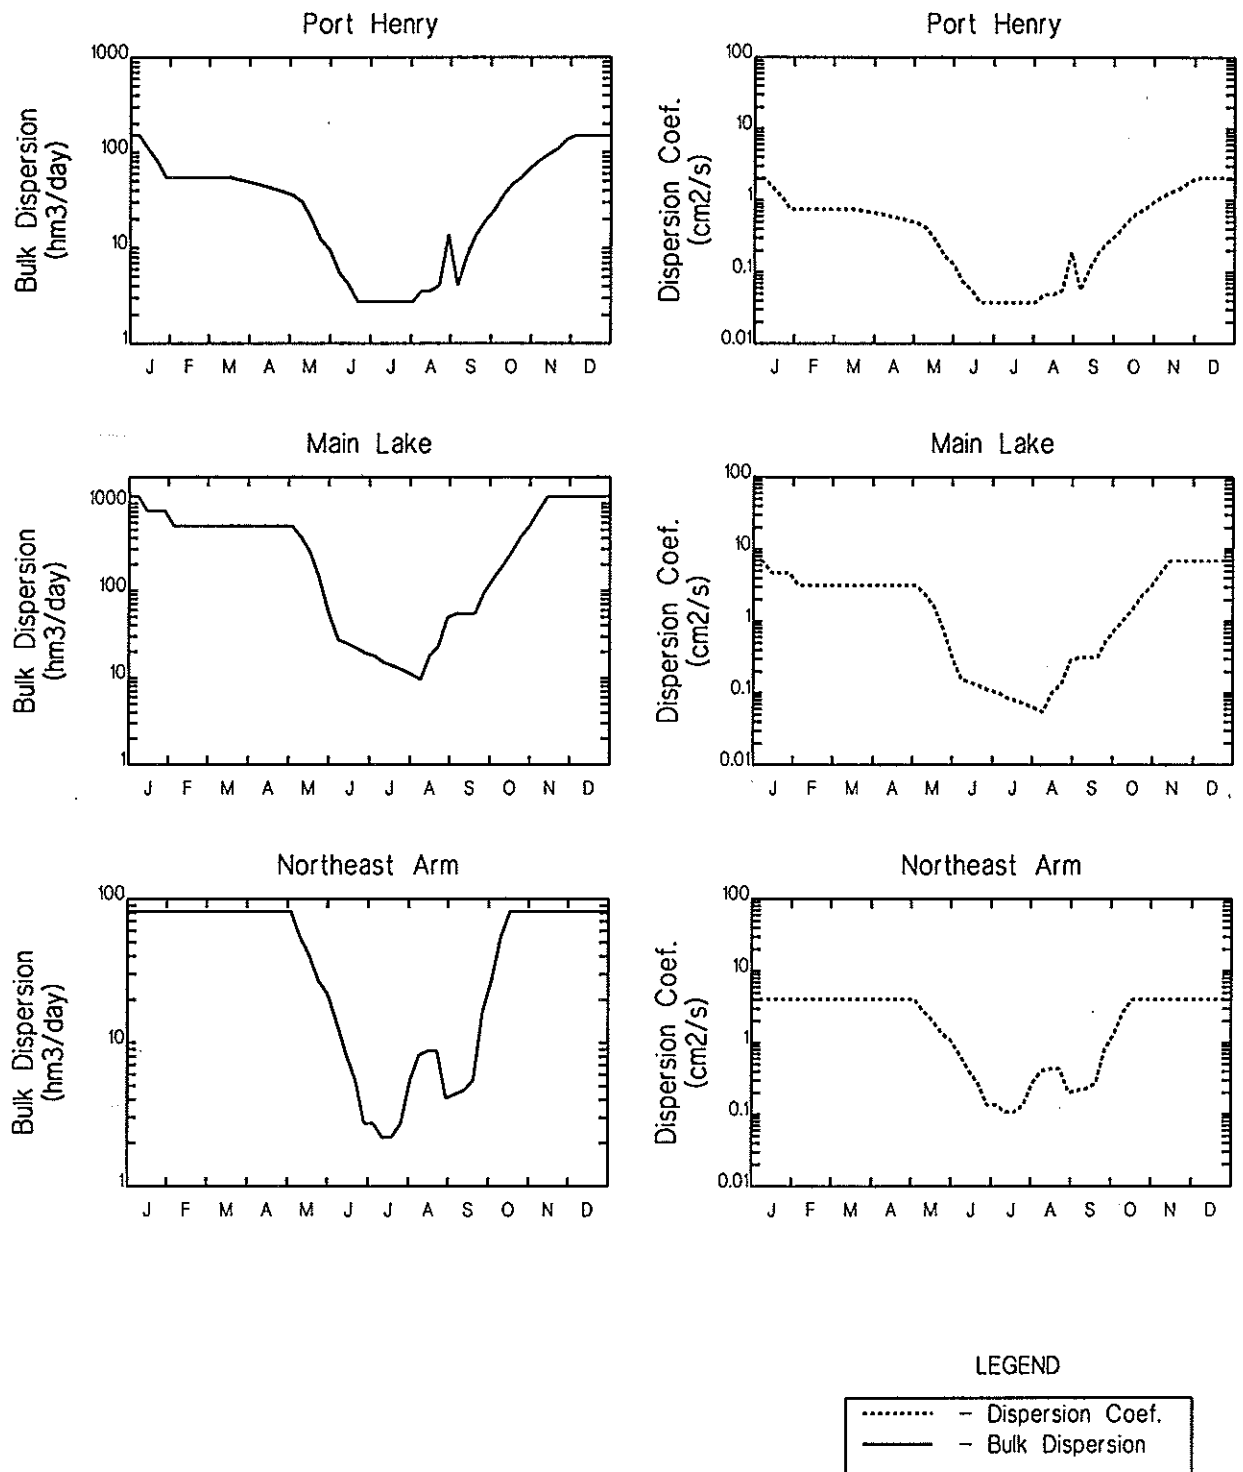 Port Henry
1000
100
10
1
Bulk Dispersion
(hm3/day)
J F M A M J J A S O N D
Port Henry
100
10
1
0.1
0.01
Dispersion Coef.
(cm2/s)
J F M A M J J A S O N D
Main Lake
1000
100
10
1
Bulk Dispersion
(hm3/day)
J F M A M J J A S O N D
Main Lake
100
10
1
0.1
0.01
Dispersion Coef.
(cm2/s)
J F M A M J J A S O N D
Northeast Arm
100
10
1
Bulk Dispersion
(hm3/day)
J F M A M J J A S O N D
Northeast Arm
100
10
1
0.1
0.01
Dispersion Coef.
(cm2/s)
J F M A M J J A S O N D
LEGEND
– Dispersion Coef.
– Bulk Dispersion